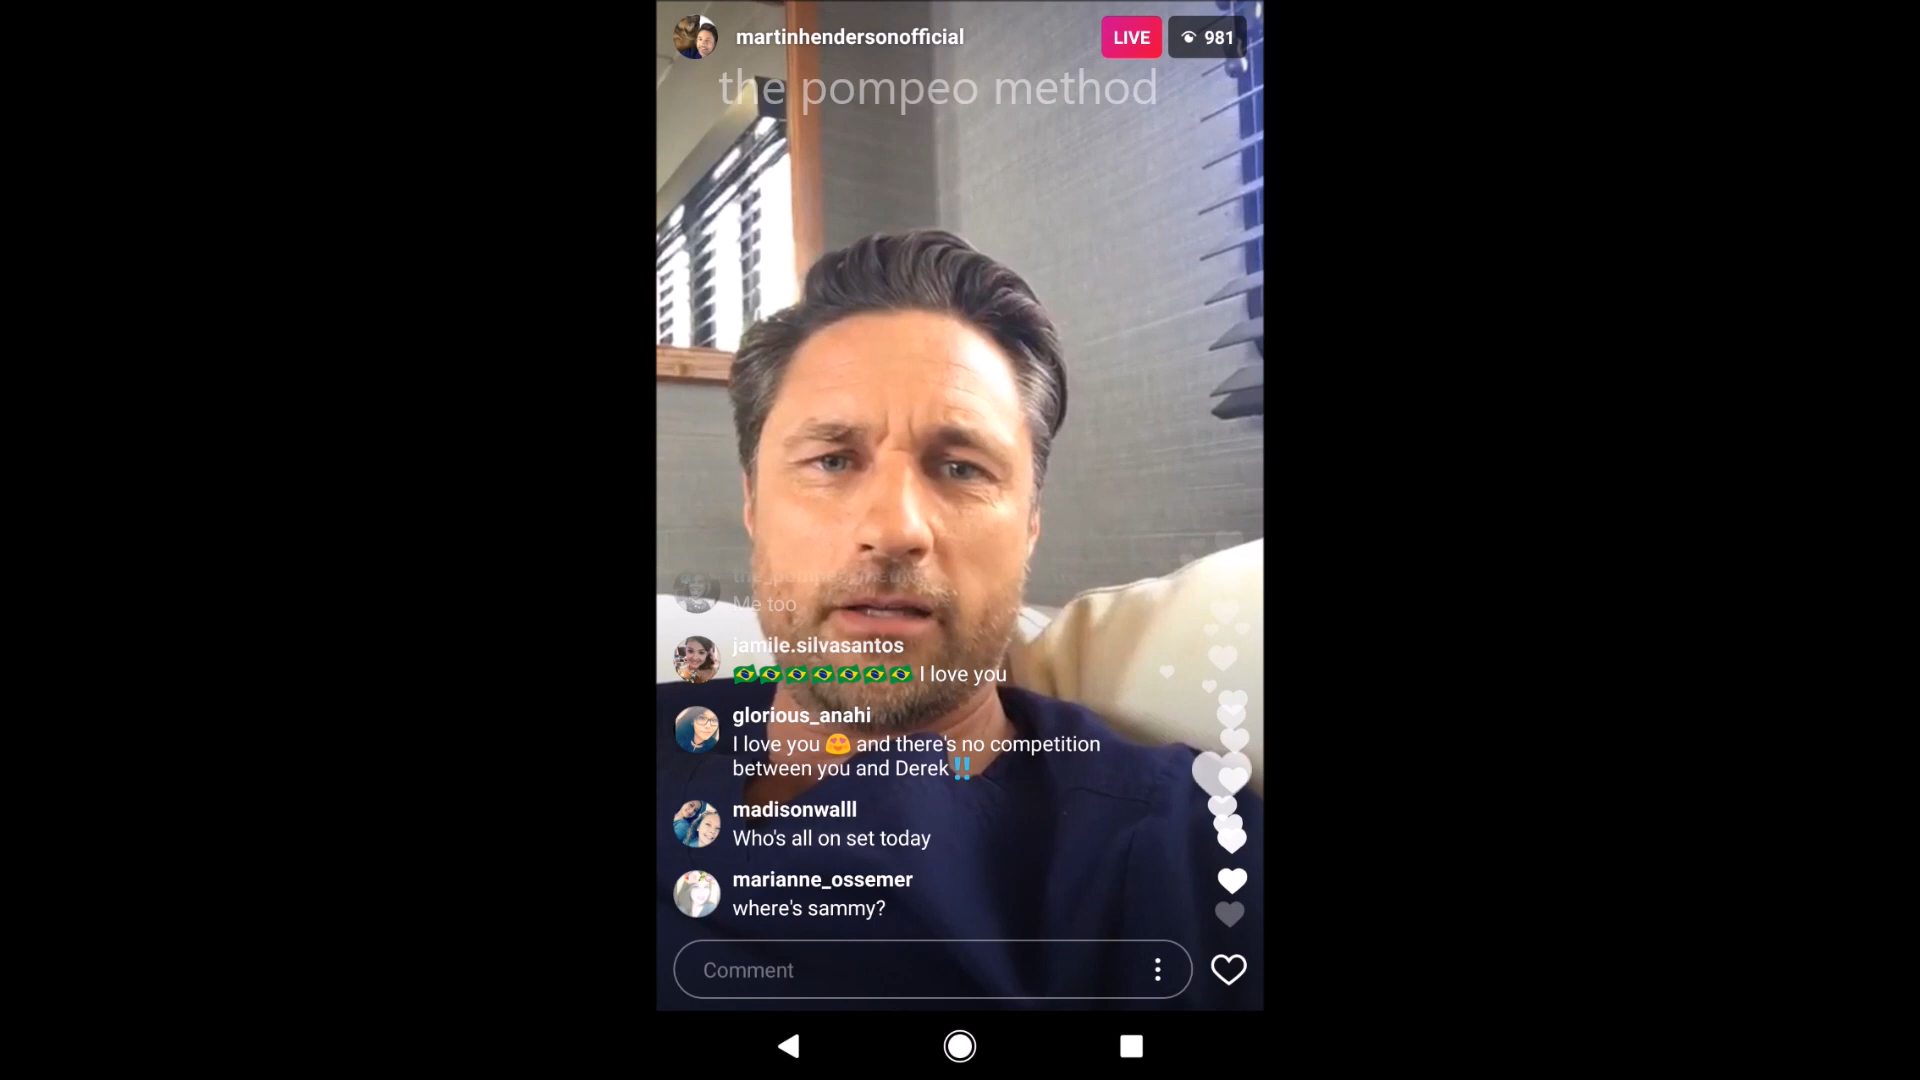 martinhendersonofficial
LIVE
981
the pompeo method
Me too
jamile.silvasantos
🇧🇷🇧🇷🇧🇷🇧🇷🇧🇷🇧🇷🇧🇷 I love you
glorious_anahi
I love you 😍 and there's no competition
between you and Derek‼️
madisonwalll
Who's all on set today
marianne_ossemer
where's sammy?
Comment